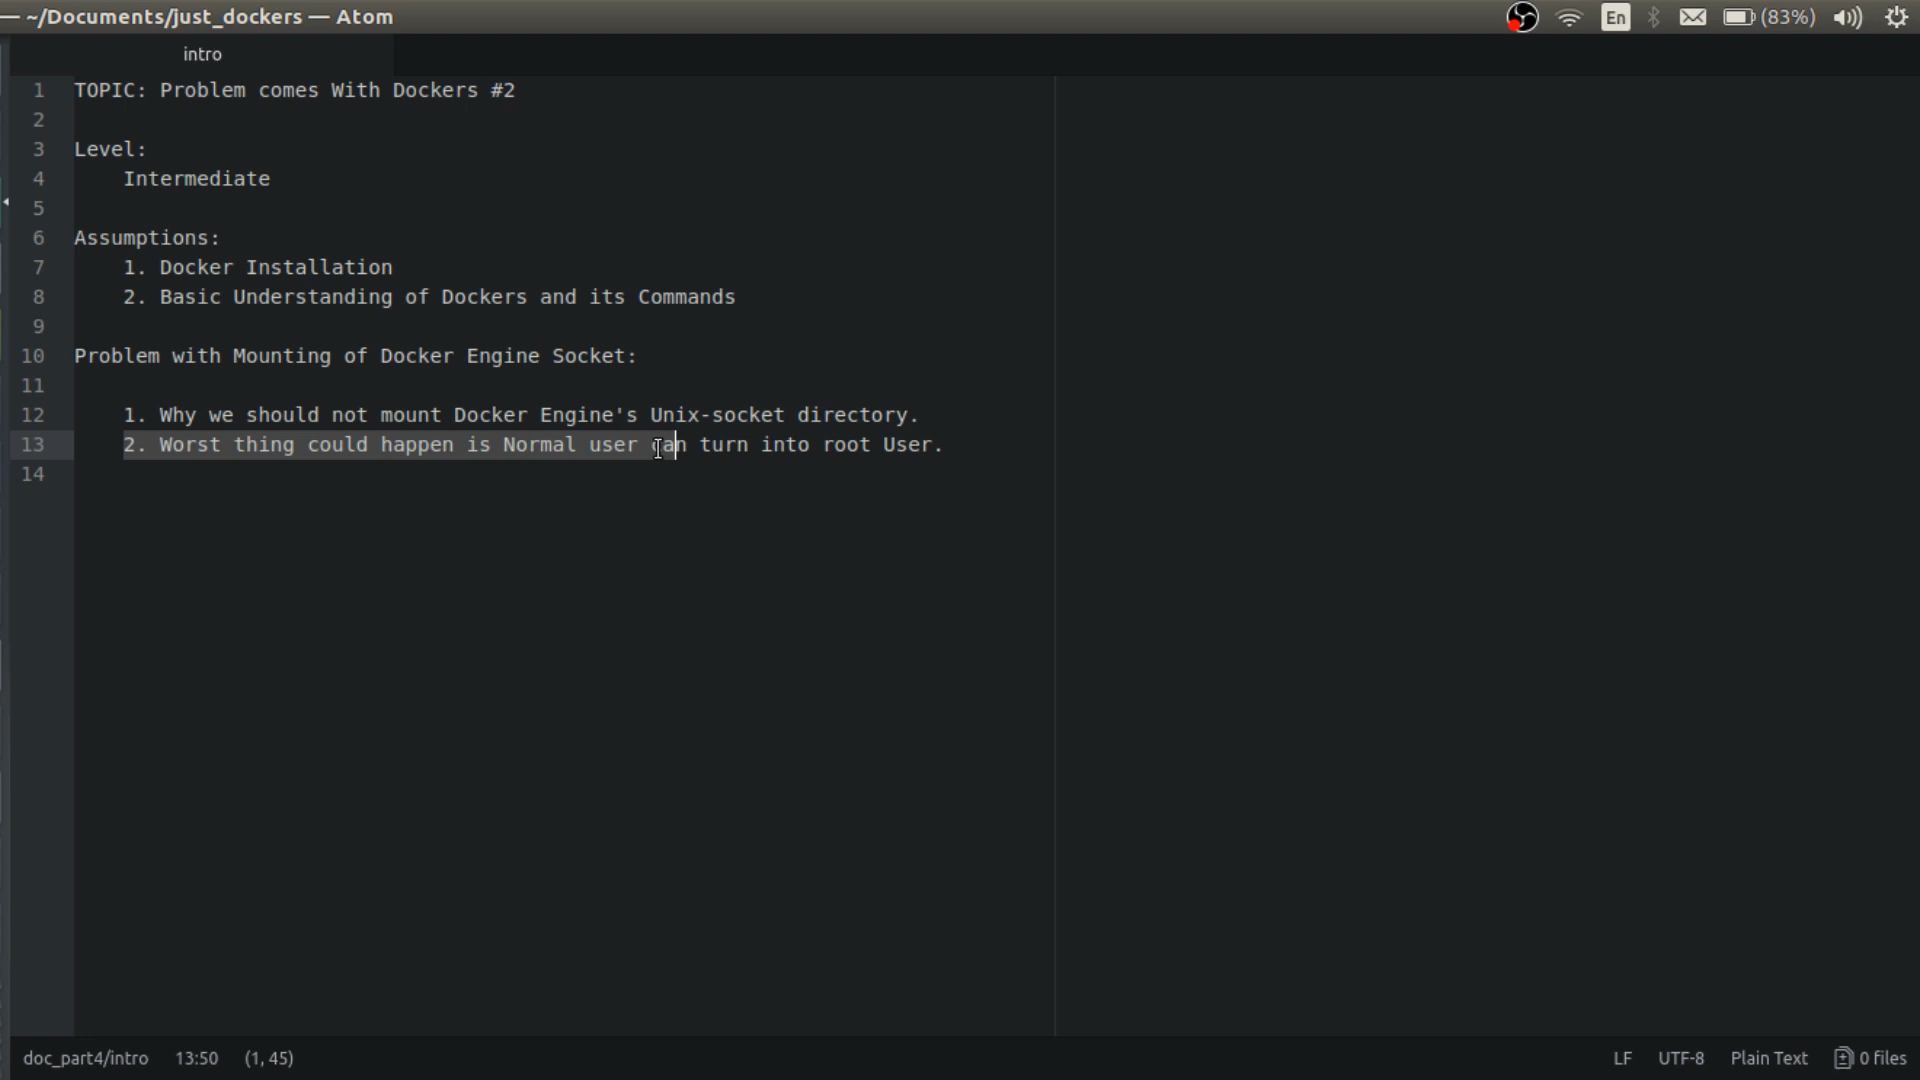 — ~/Documents/just_dockers — Atom
En
(83%)
intro
1 TOPIC: Problem comes With Dockers #2
2
3 Level:
4 Intermediate
5
6 Assumptions:
7 1. Docker Installation
8 2. Basic Understanding of Dockers and its Commands
9
10 Problem with Mounting of Docker Engine Socket:
11
12 1. Why we should not mount Docker Engine's Unix-socket directory.
13 2. Worst thing could happen is Normal user can turn into root User.
14
doc_part4/intro 13:50 (1, 45) LF UTF-8 Plain Text 0 files